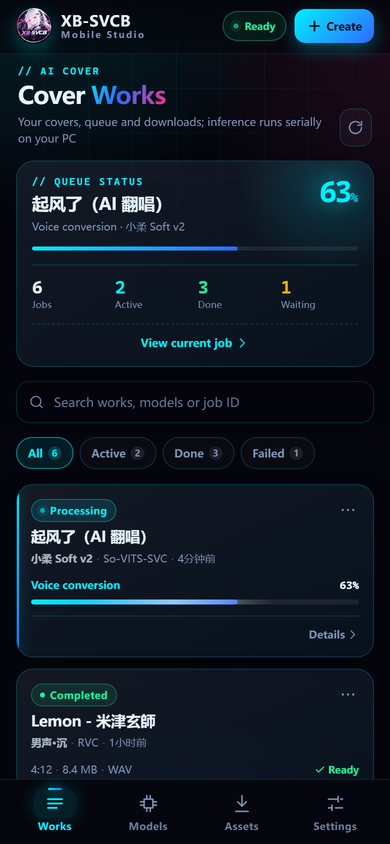 XB-SVCB
XB-SVCB
Mobile Studio
Ready
+ Create
// AI COVER
Cover Works
Your covers, queue and downloads; inference runs serially
on your PC
// QUEUE STATUS
63%
起风了（AI 翻唱）
Voice conversion · 小柔 Soft v2
6 2 3 1
Jobs Active Done Waiting
View current job
Search works, models or job ID
All 6 Active 2 Done 3 Failed 1
Processing
起风了（AI 翻唱）
小柔 Soft v2 · So-VITS-SVC · 4分钟前
Voice conversion 63%
Details
Completed
Lemon - 米津玄師
男声•沉 · RVC · 1小时前
4:12 · 8.4 MB · WAV Ready
Works Models Assets Settings